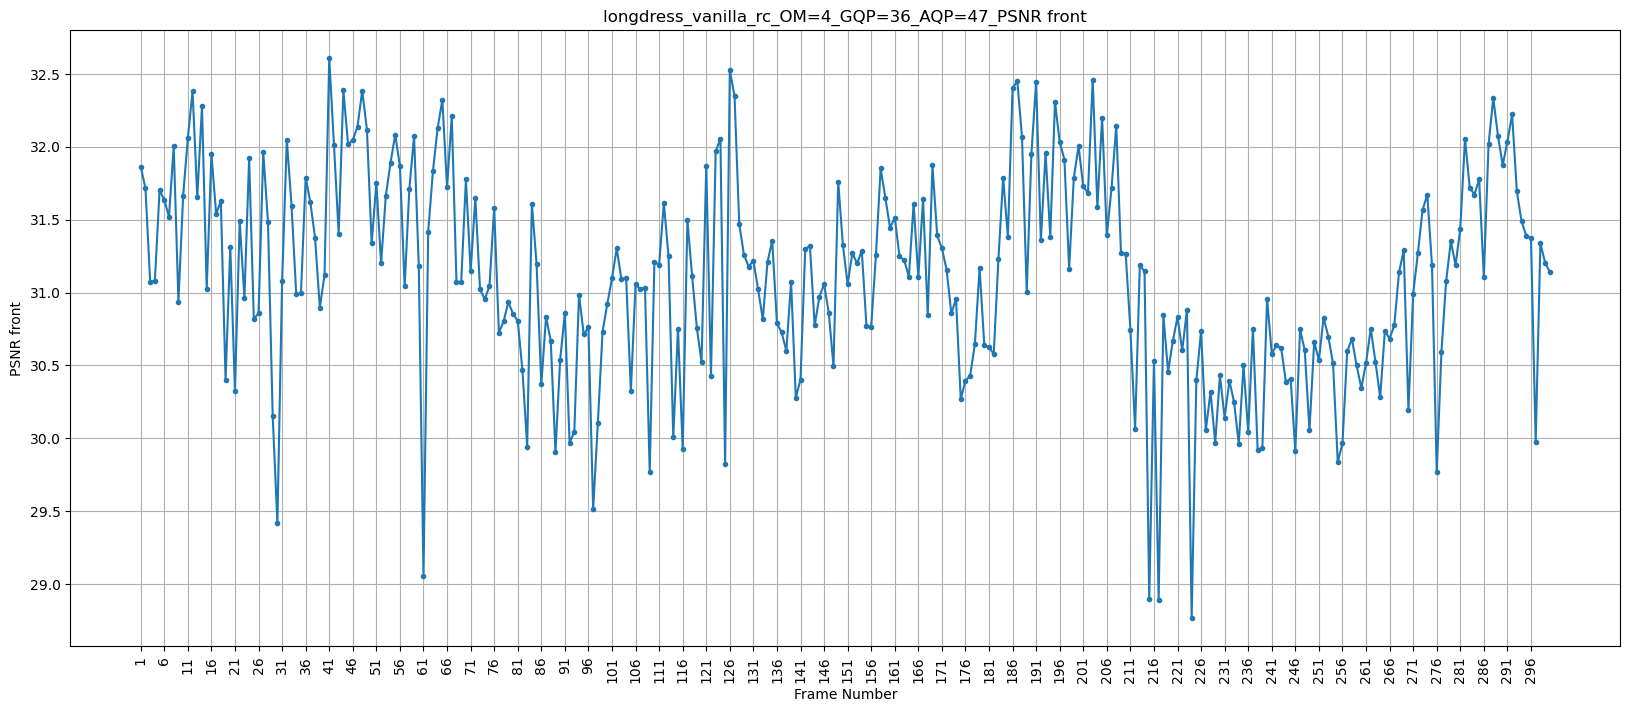 longdress_vanilla_rc_OM=4_GQP=36_AQP=47_PSNR front
PSNR front
32.5
32.0
31.5
31.0
30.5
30.0
29.5
29.0
1 6 11 16 21 26 31 36 41 46 51 56 61 66 71 76 81 86 91 96 101 106 111 116 121 126 131 136 141 146 151 156 161 166 171 176 181 186 191 196 201 206 211 216 221 226 231 236 241 246 251 256 261 266 271 276 281 286 291 296
Frame Number